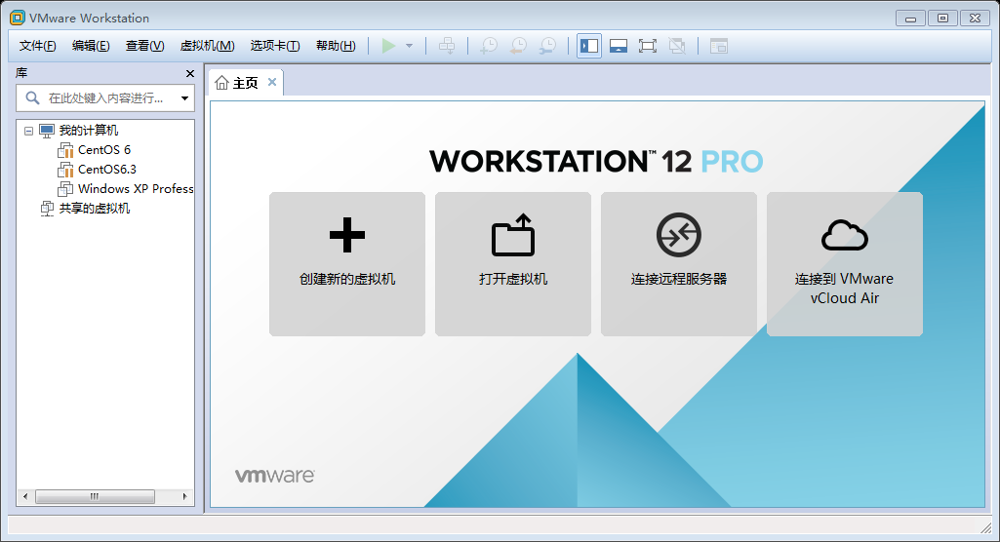 VMware Workstation
文件(F) 编辑(E) 查看(V) 虚拟机(M) 选项卡(T) 帮助(H)
库
在此处键入内容进行...
我的计算机
CentOS 6
CentOS6.3
Windows XP Profess
共享的虚拟机
主页
WORKSTATION™ 12 PRO
创建新的虚拟机
打开虚拟机
连接远程服务器
连接到 VMware
vCloud Air
vmware